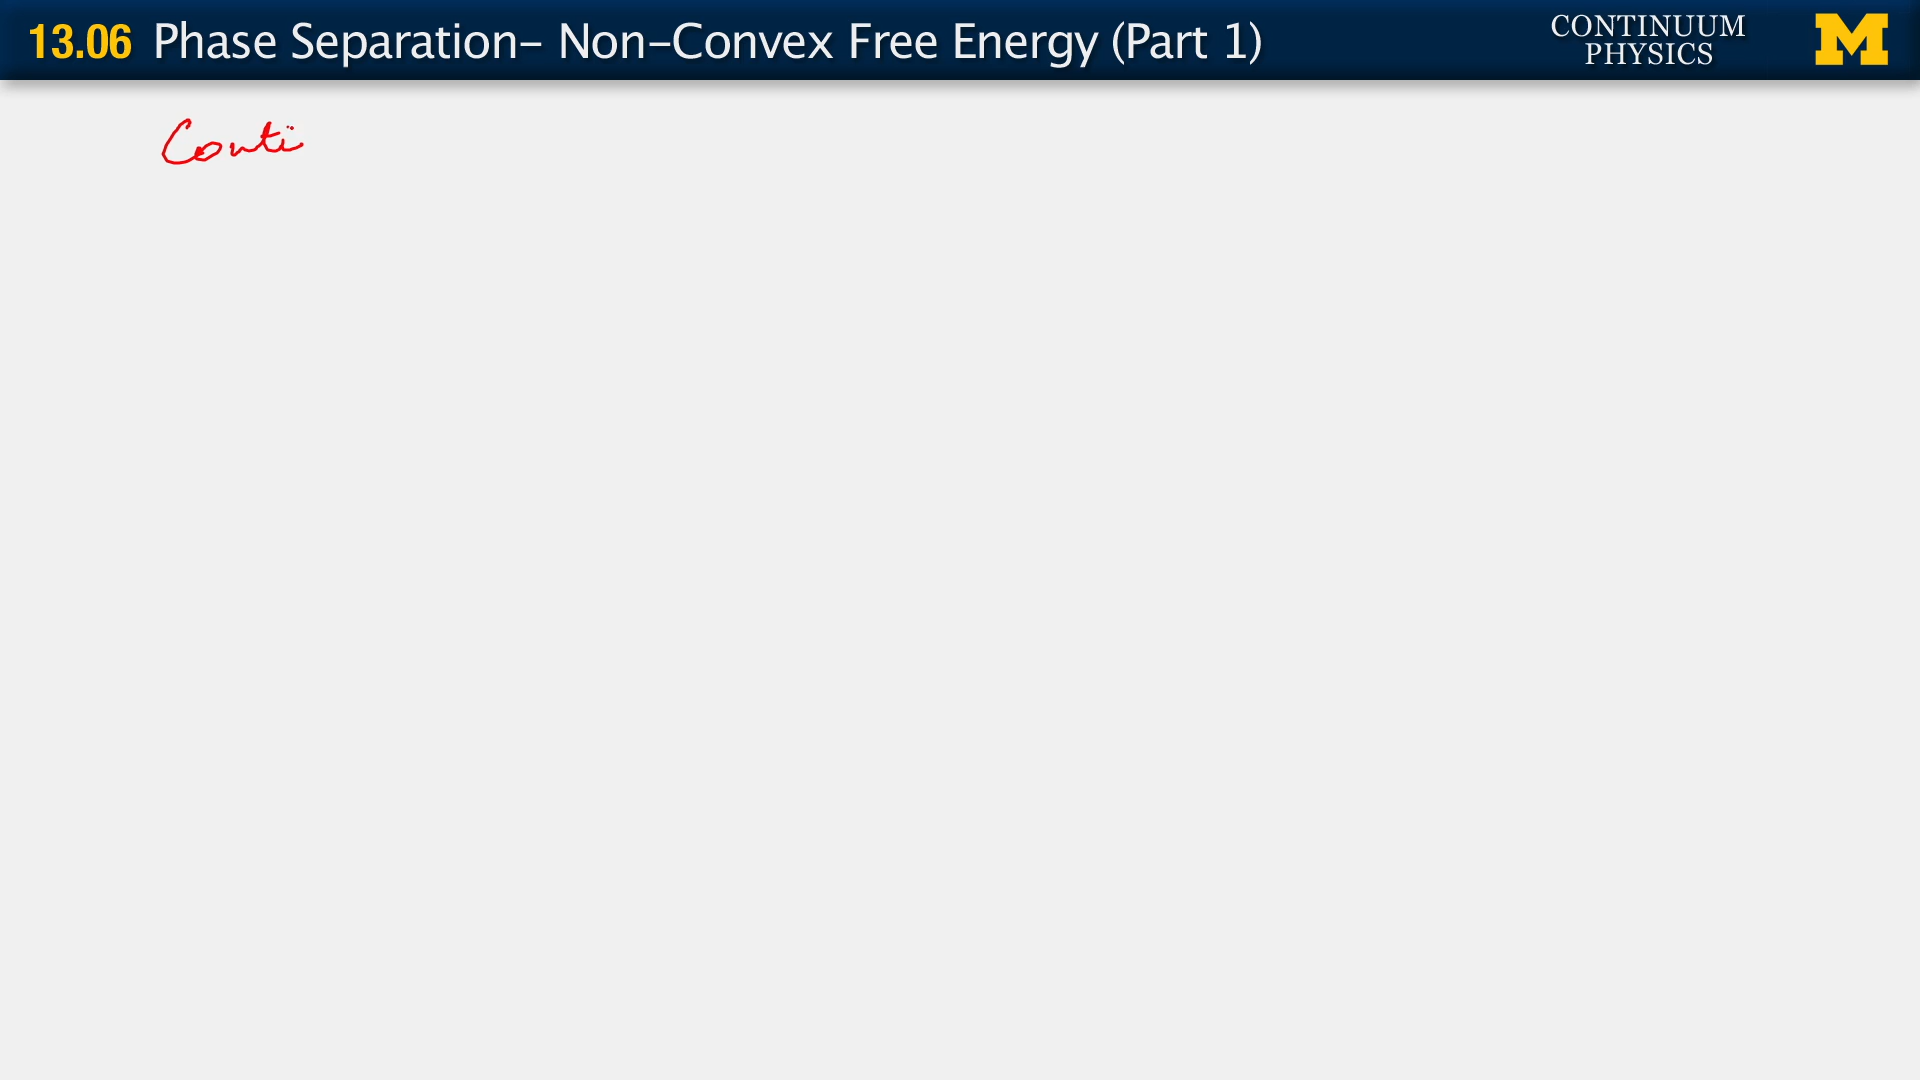 13.06 Phase Separation– Non–Convex Free Energy (Part 1)
CONTINUUM
PHYSICS
M
Conti